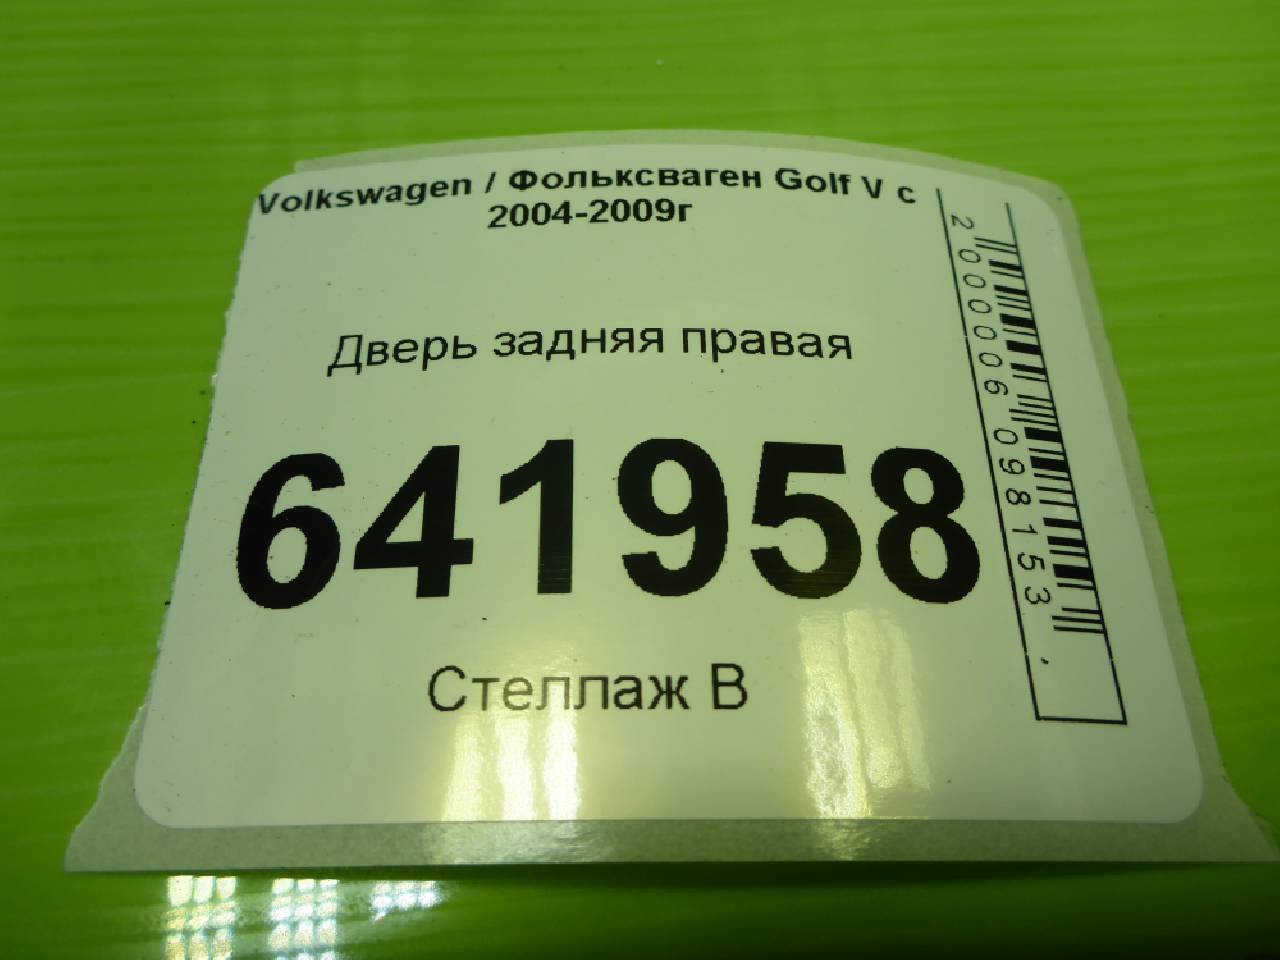 Volkswagen / Фольксваген Golf V с
2004-2009г
Дверь задняя правая
641958
Стеллаж В
2000006098153